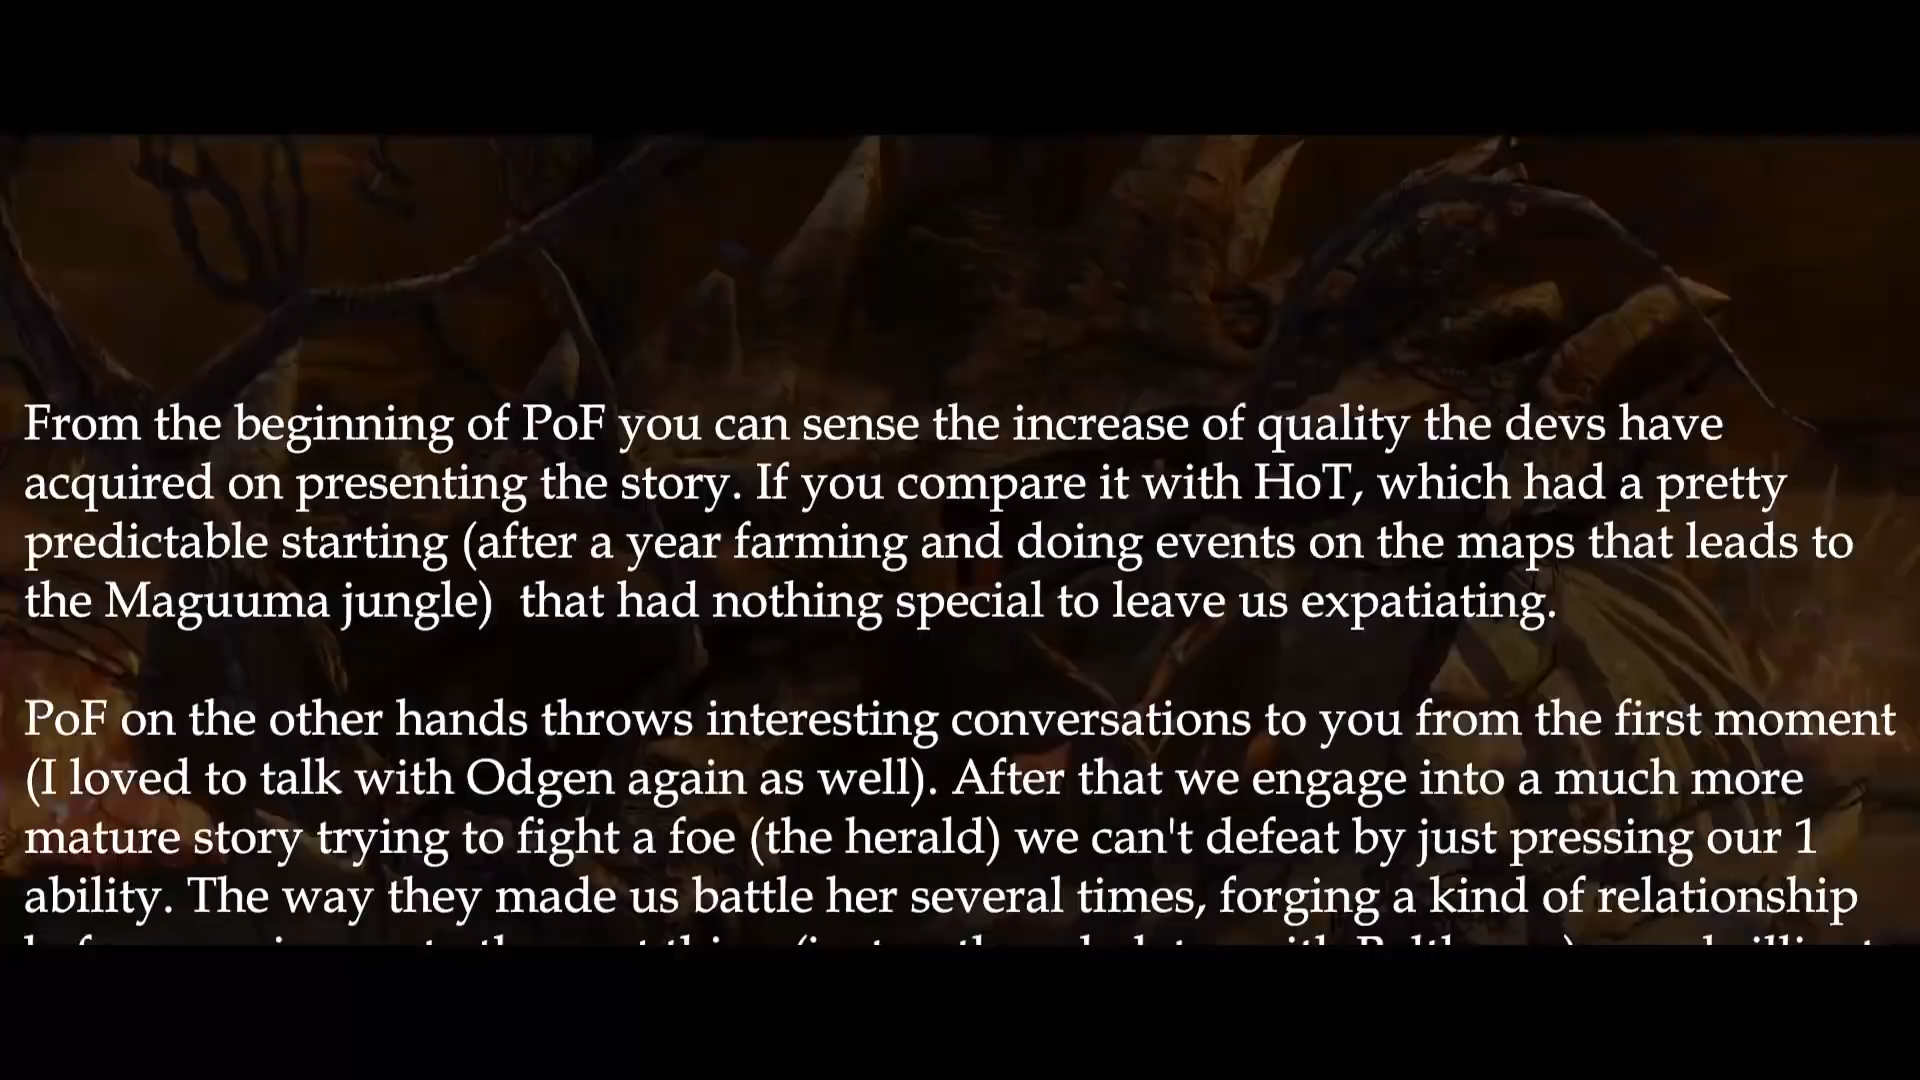 From the beginning of PoF you can sense the increase of quality the devs have
acquired on presenting the story. If you compare it with HoT, which had a pretty
predictable starting (after a year farming and doing events on the maps that leads to
the Maguuma jungle)  that had nothing special to leave us expatiating.
PoF on the other hands throws interesting conversations to you from the first moment
(I loved to talk with Odgen again as well). After that we engage into a much more
mature story trying to fight a foe (the herald) we can't defeat by just pressing our 1
ability. The way they made us battle her several times, forging a kind of relationship